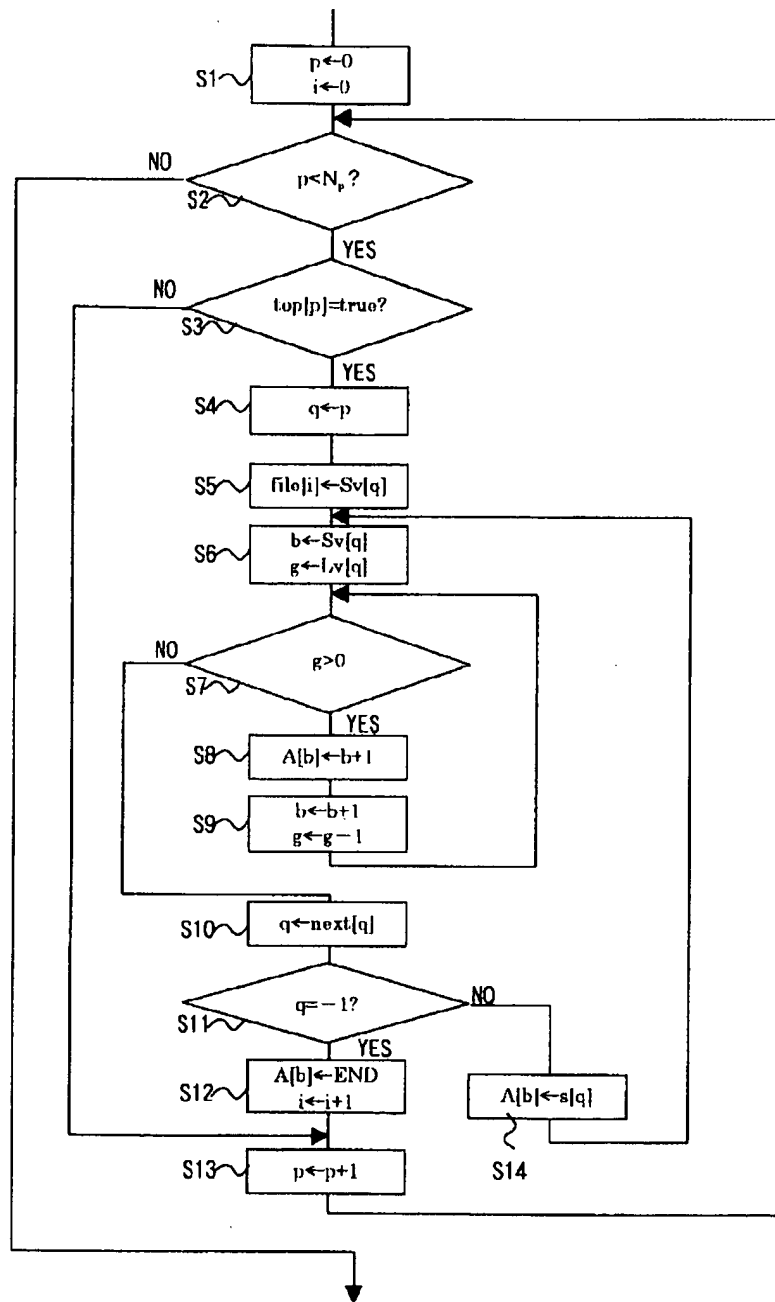 S1
p←0
i←0
NO
p<Np?
S2
YES
NO
top[p]=true?
S3
YES
S4
q←p
S5
file[i]←Sv[q]
S6
b←Sv[q]
g←Lv[q]
NO
g>0
S7
YES
S8
A[b]←b+1
S9
b←b+1
g←g−1
S10
q←next[q]
q=−1?
NO
S11
YES
S12
A[b]←END
i←i+1
A[b]←s[q]
S14
S13
p←p+1